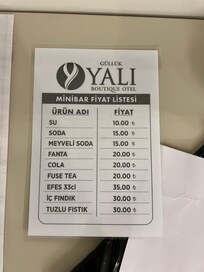 GÜLLÜK
YALI
BOUTIQUE OTEL
MİNİBAR FİYAT LİSTESİ
ÜRÜN ADI FİYAT
SU 10.00 ₺
SODA 15.00 ₺
MEYVELİ SODA 15.00 ₺
FANTA 20.00 ₺
COLA 20.00 ₺
FUSE TEA 20.00 ₺
EFES 33cl 35.00 ₺
İÇ FINDIK 30.00 ₺
TUZLU FISTIK 30.00 ₺